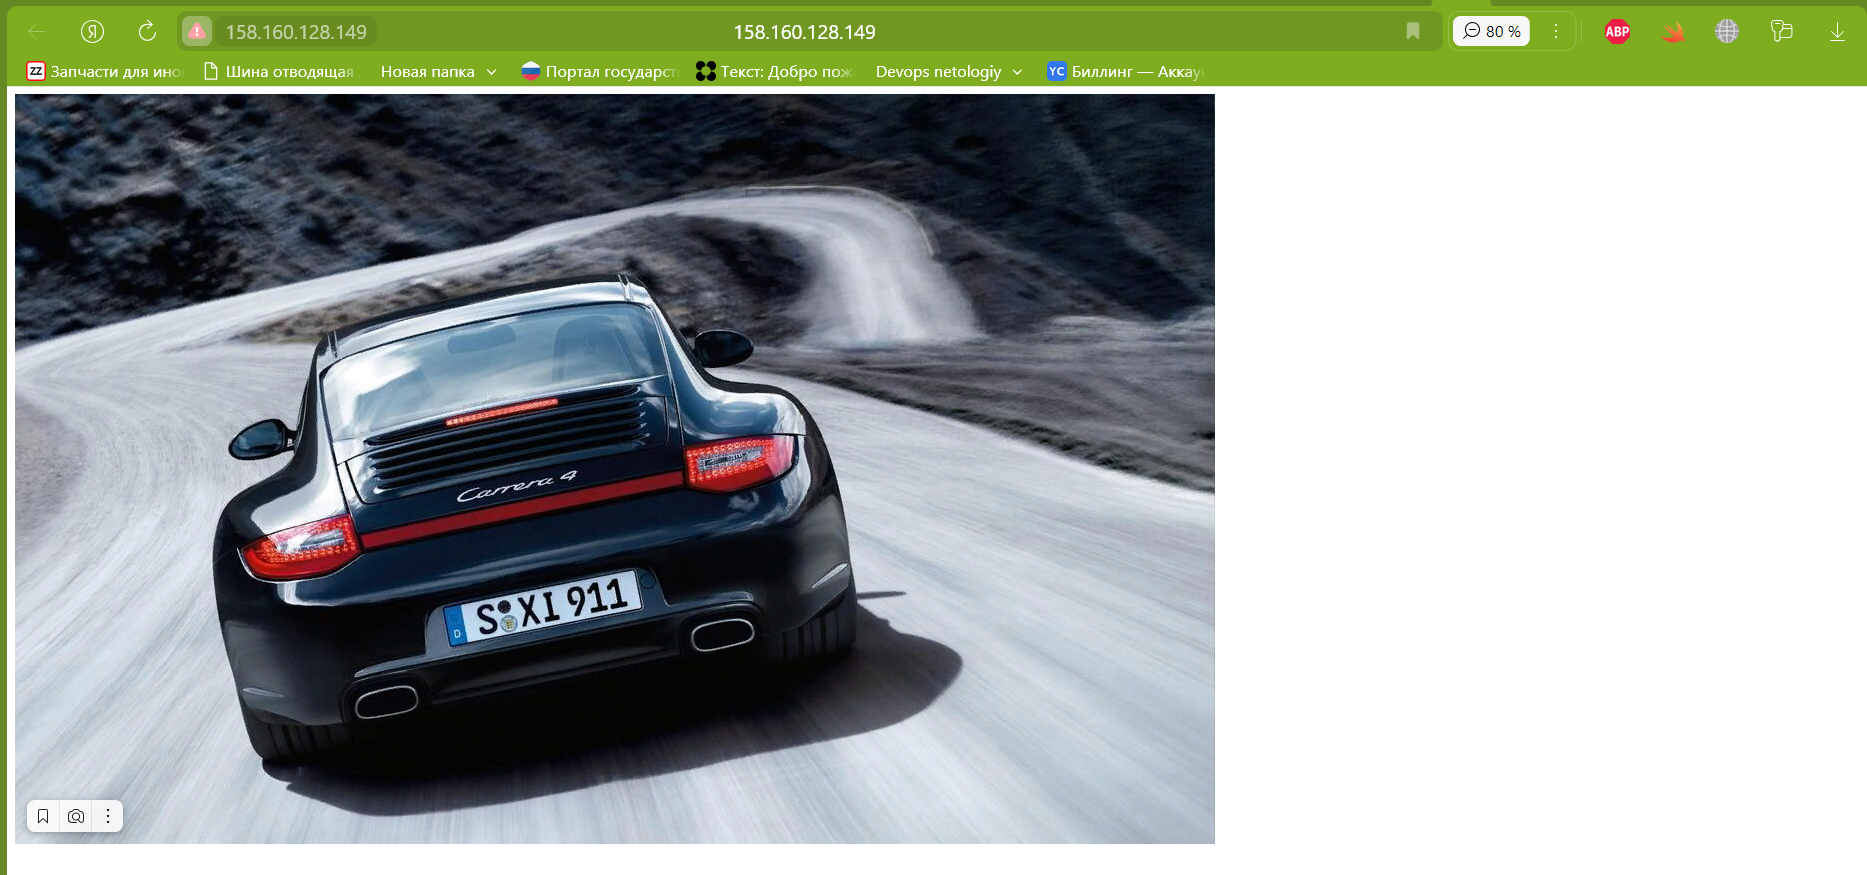 158.160.128.149
158.160.128.149
80 %
ABP
ZZ Запчасти для ино
Шина отводящая
Новая папка
Портал государст
Текст: Добро пож
Devops netologiy
YC Биллинг — Аккау
Carrera 4
D S XI 911